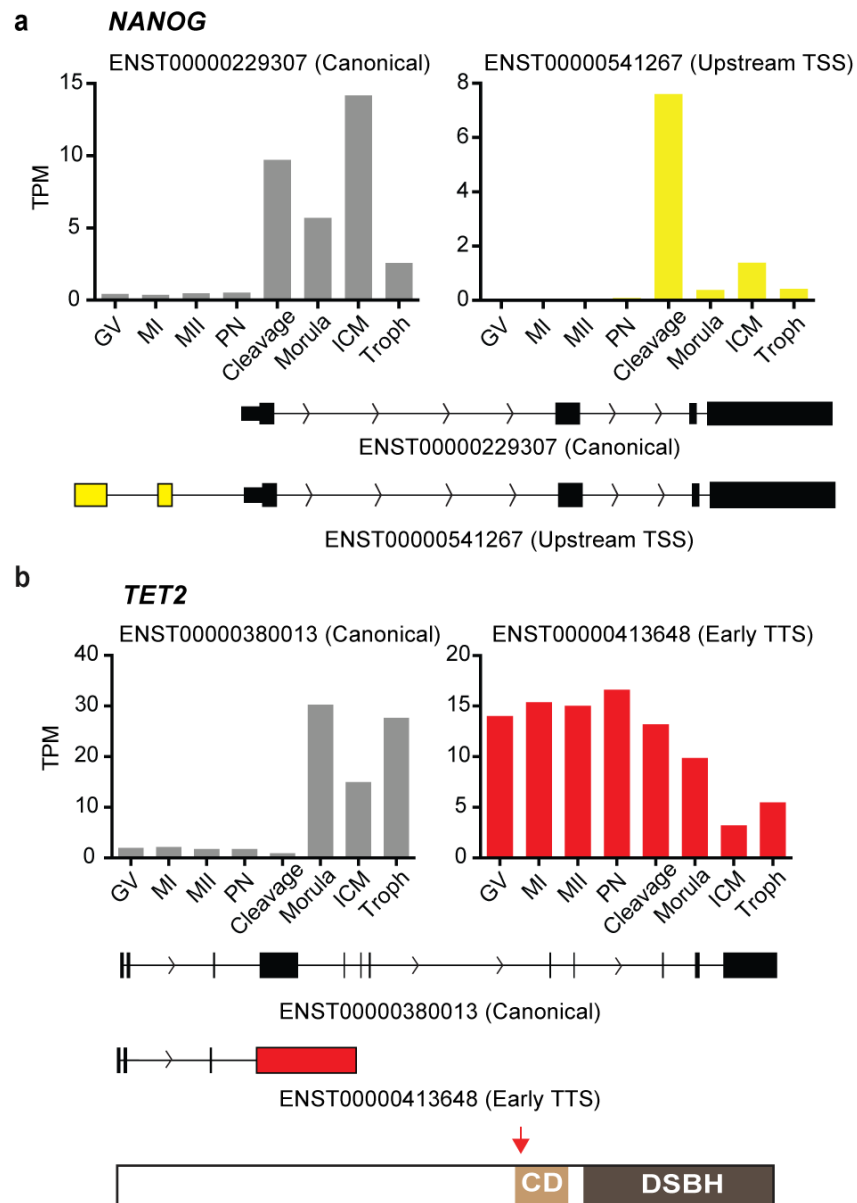 a NANOG
ENST00000229307 (Canonical) ENST00000541267 (Upstream TSS)
15 8
10 6
5 4
0 2
0
TPM
GV MI MII PN Cleavage Morula ICM Troph GV MI MII PN Cleavage Morula ICM Troph
ENST00000229307 (Canonical)
ENST00000541267 (Upstream TSS)
b TET2
ENST00000380013 (Canonical) ENST00000413648 (Early TTS)
40 20
30 15
20 10
10 5
0 0
TPM
GV MI MII PN Cleavage Morula ICM Troph GV MI MII PN Cleavage Morula ICM Troph
ENST00000380013 (Canonical)
ENST00000413648 (Early TTS)
CD DSBH